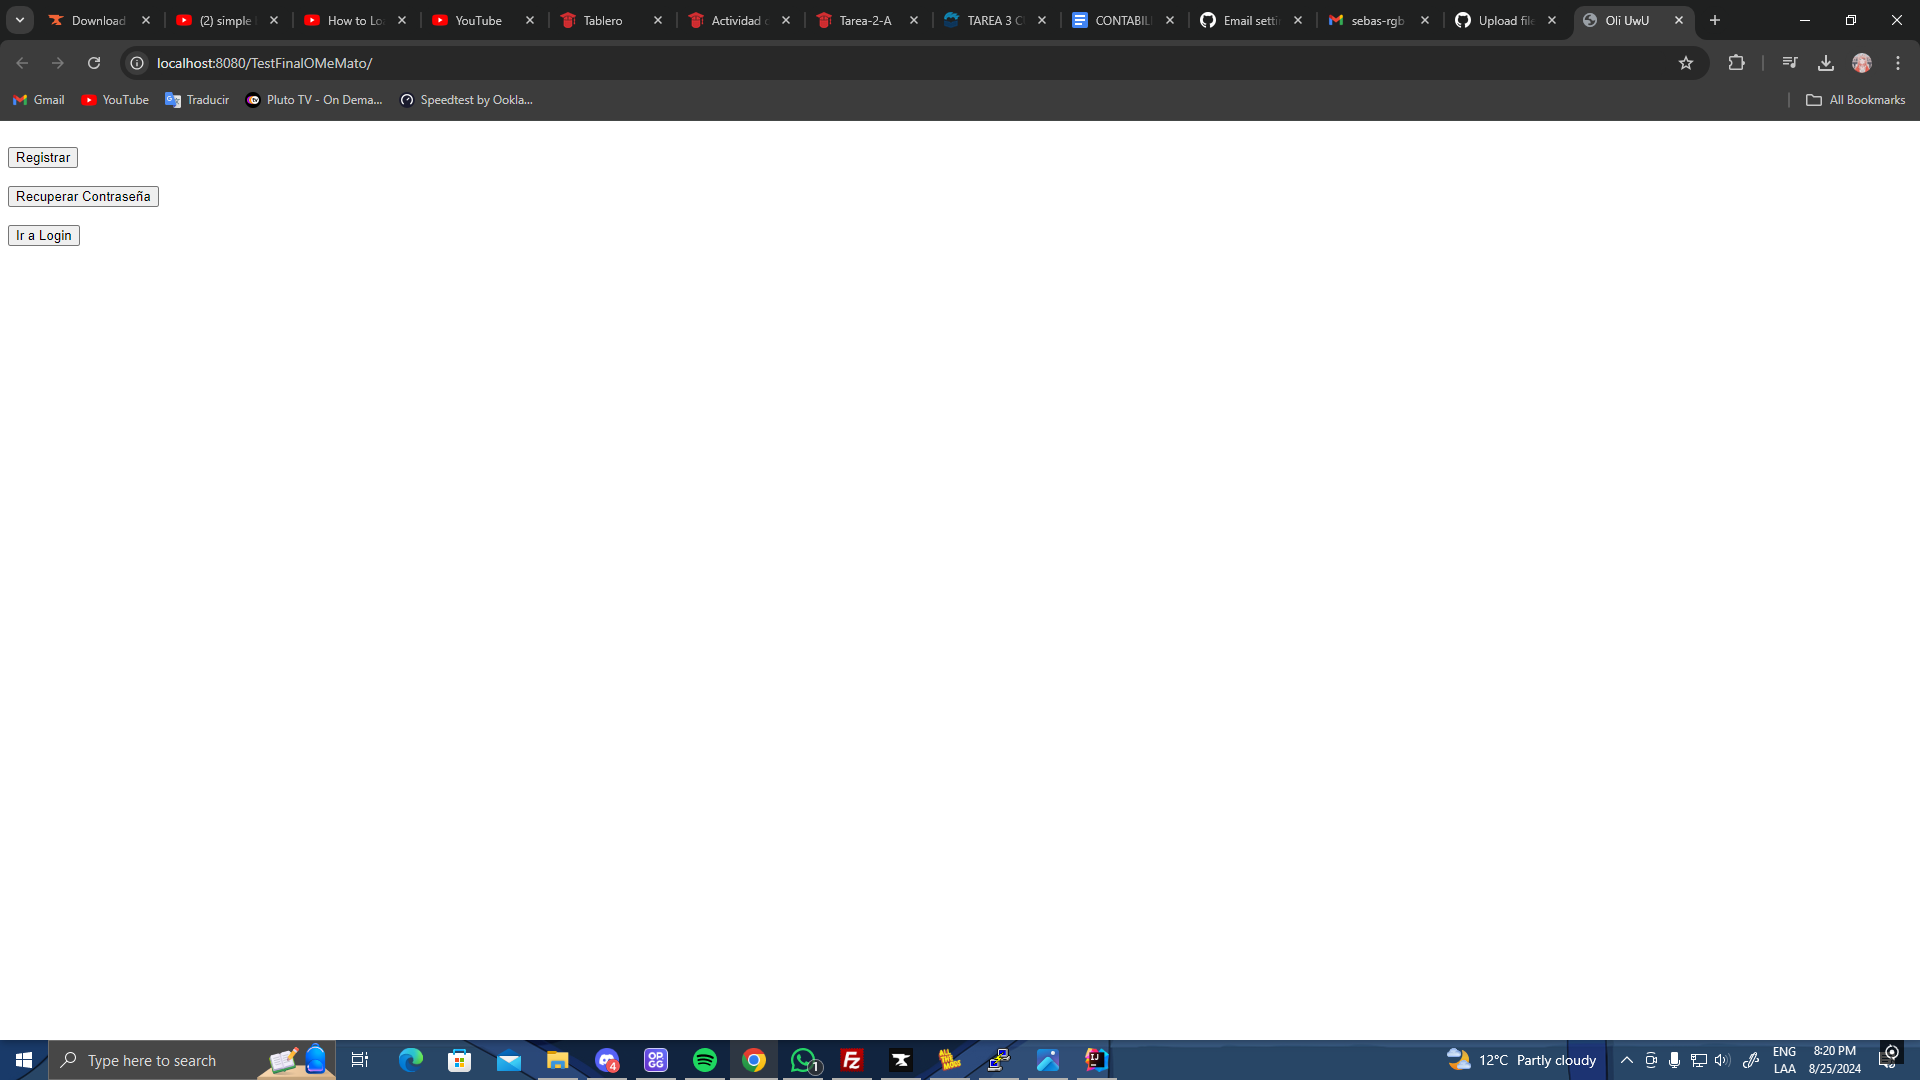 Download
(2) simple
How to Lo
YouTube
Tablero
Actividad
Tarea-2-A
TAREA 3 C
CONTABIL
Email setti
sebas-rgb
Upload file
Oli UwU
localhost:8080/TestFinalOMeMato/
Gmail
YouTube
Traducir
Pluto TV - On Dema...
Speedtest by Ookla...
All Bookmarks
Registrar
Recuperar Contraseña
Ir a Login
Type here to search
4
OP.GG
1
12°C Partly cloudy
ENG
LAA
8:20 PM
8/25/2024